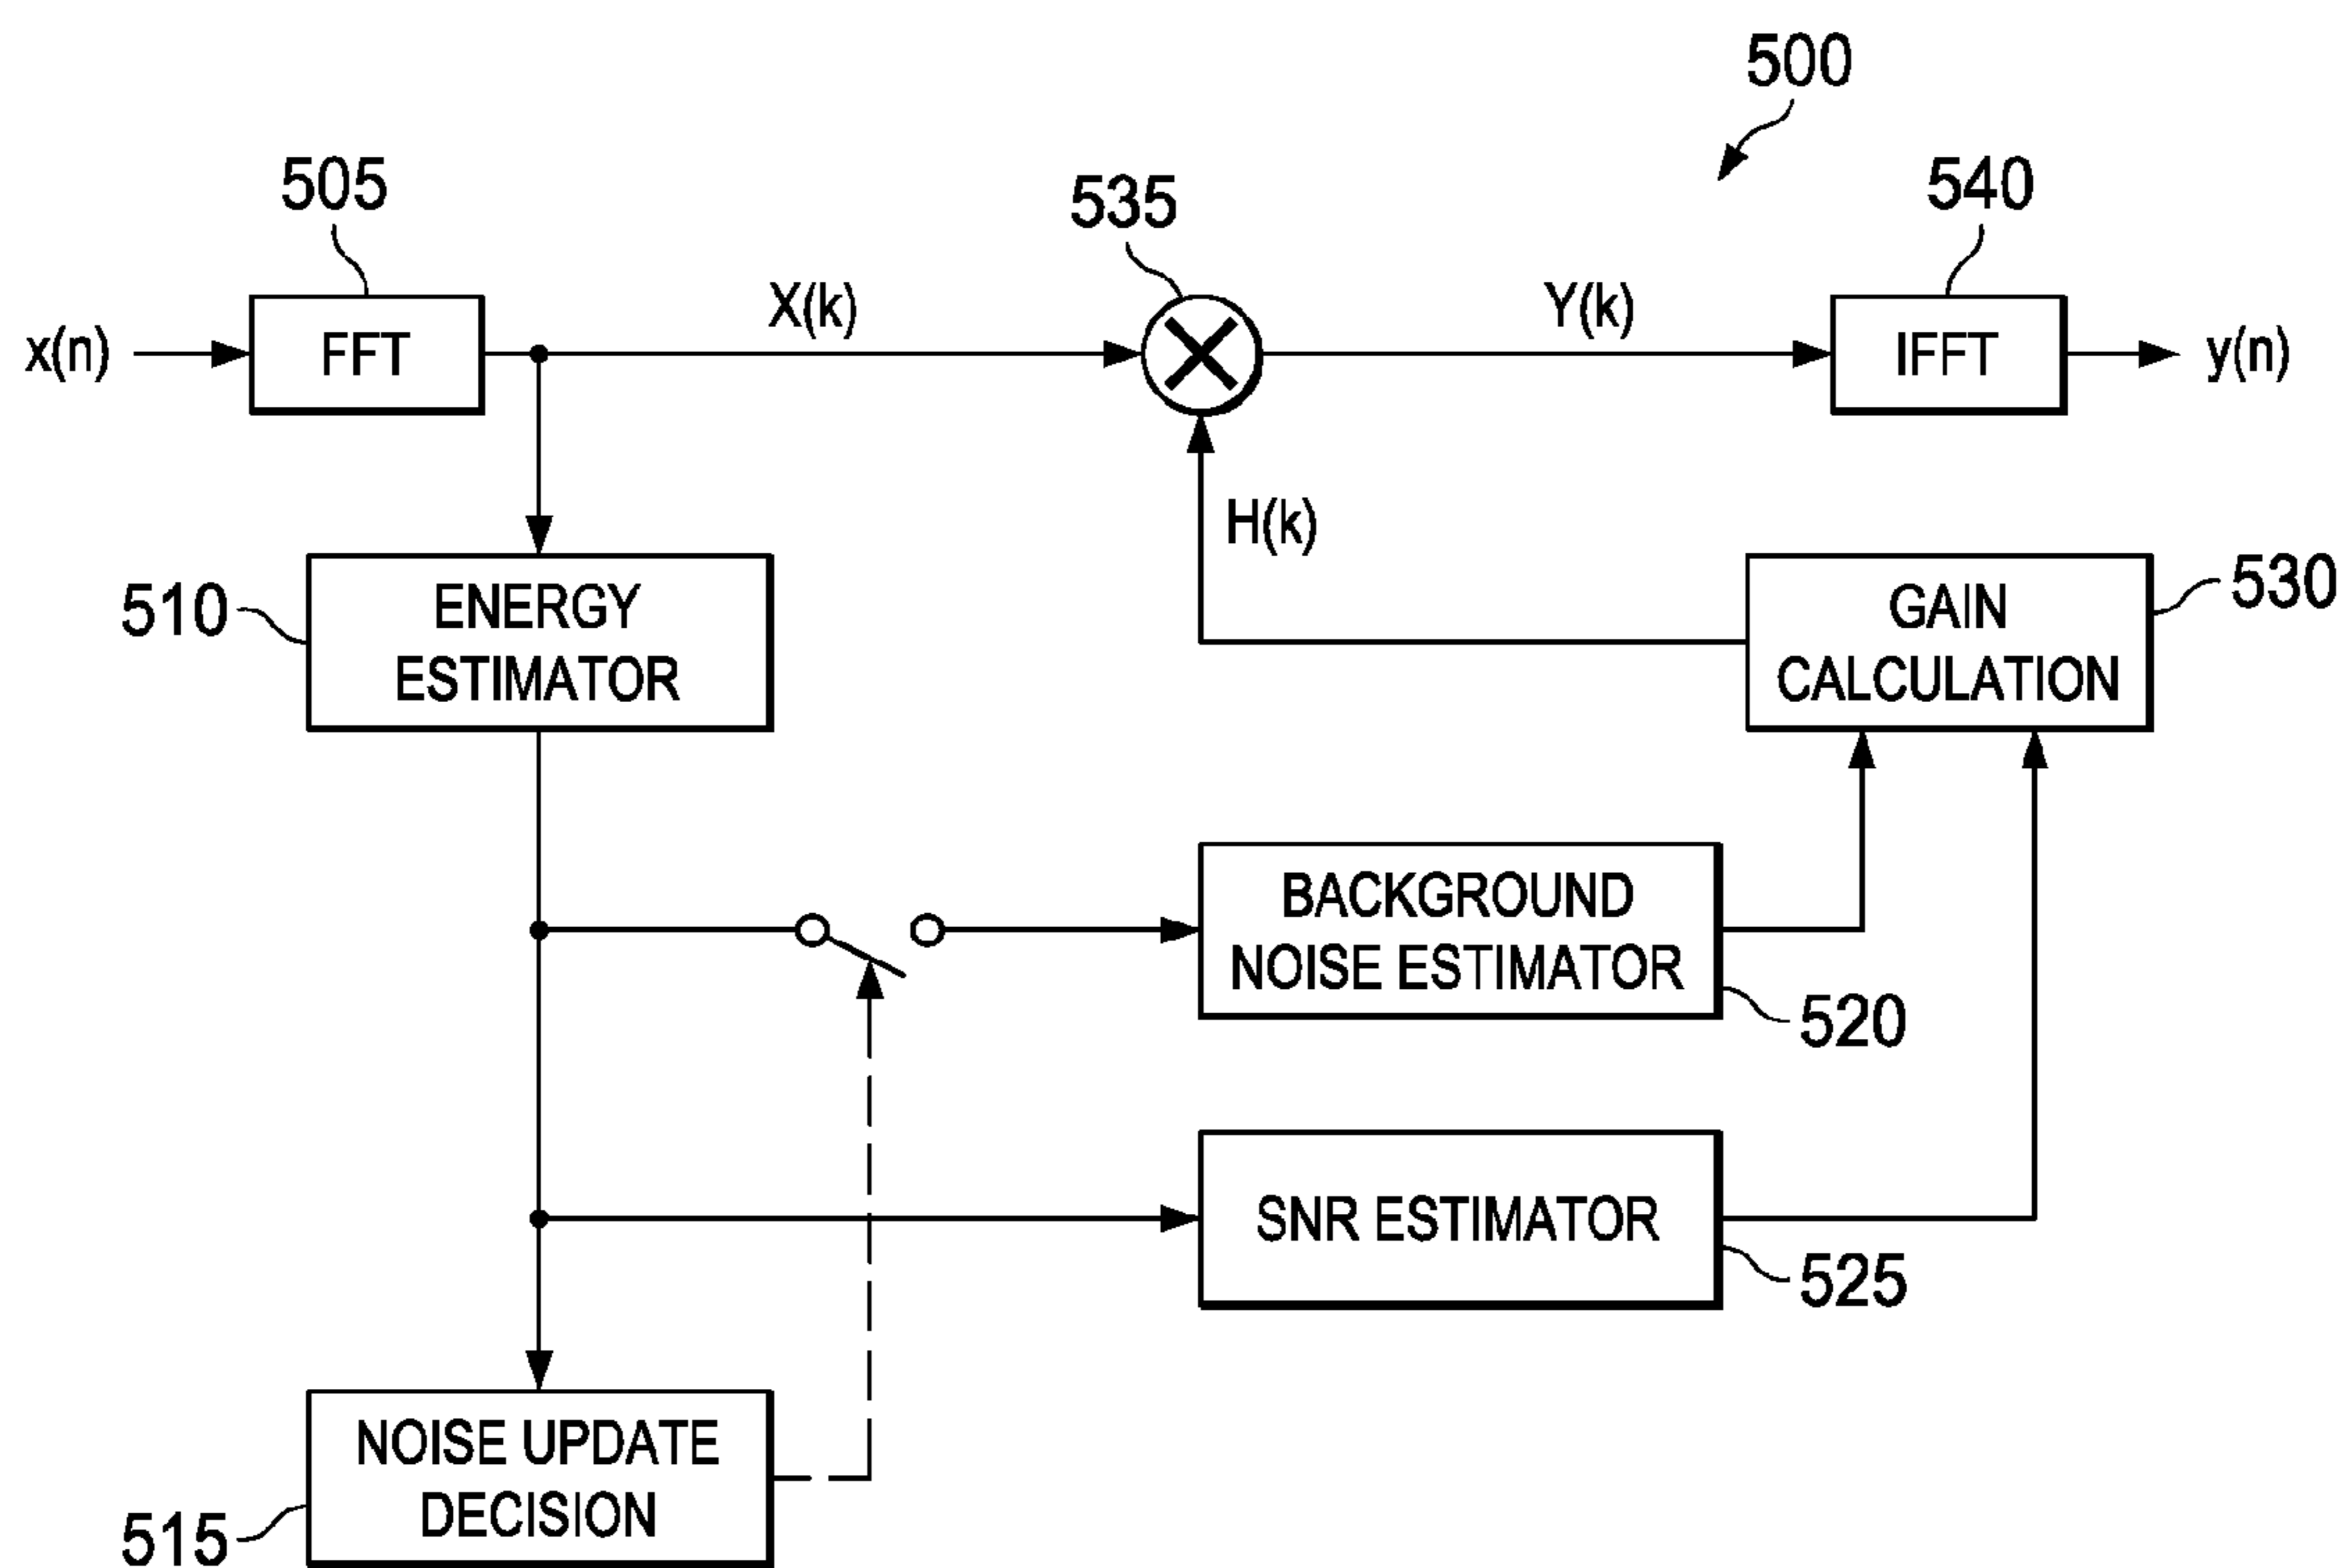 500
505
535
540
x(n)
FFT
X(k)
Y(k)
IFFT
y(n)
H(k)
510
ENERGY
ESTIMATOR
GAIN
CALCULATION
530
BACKGROUND
NOISE ESTIMATOR
520
SNR ESTIMATOR
525
NOISE UPDATE
DECISION
515